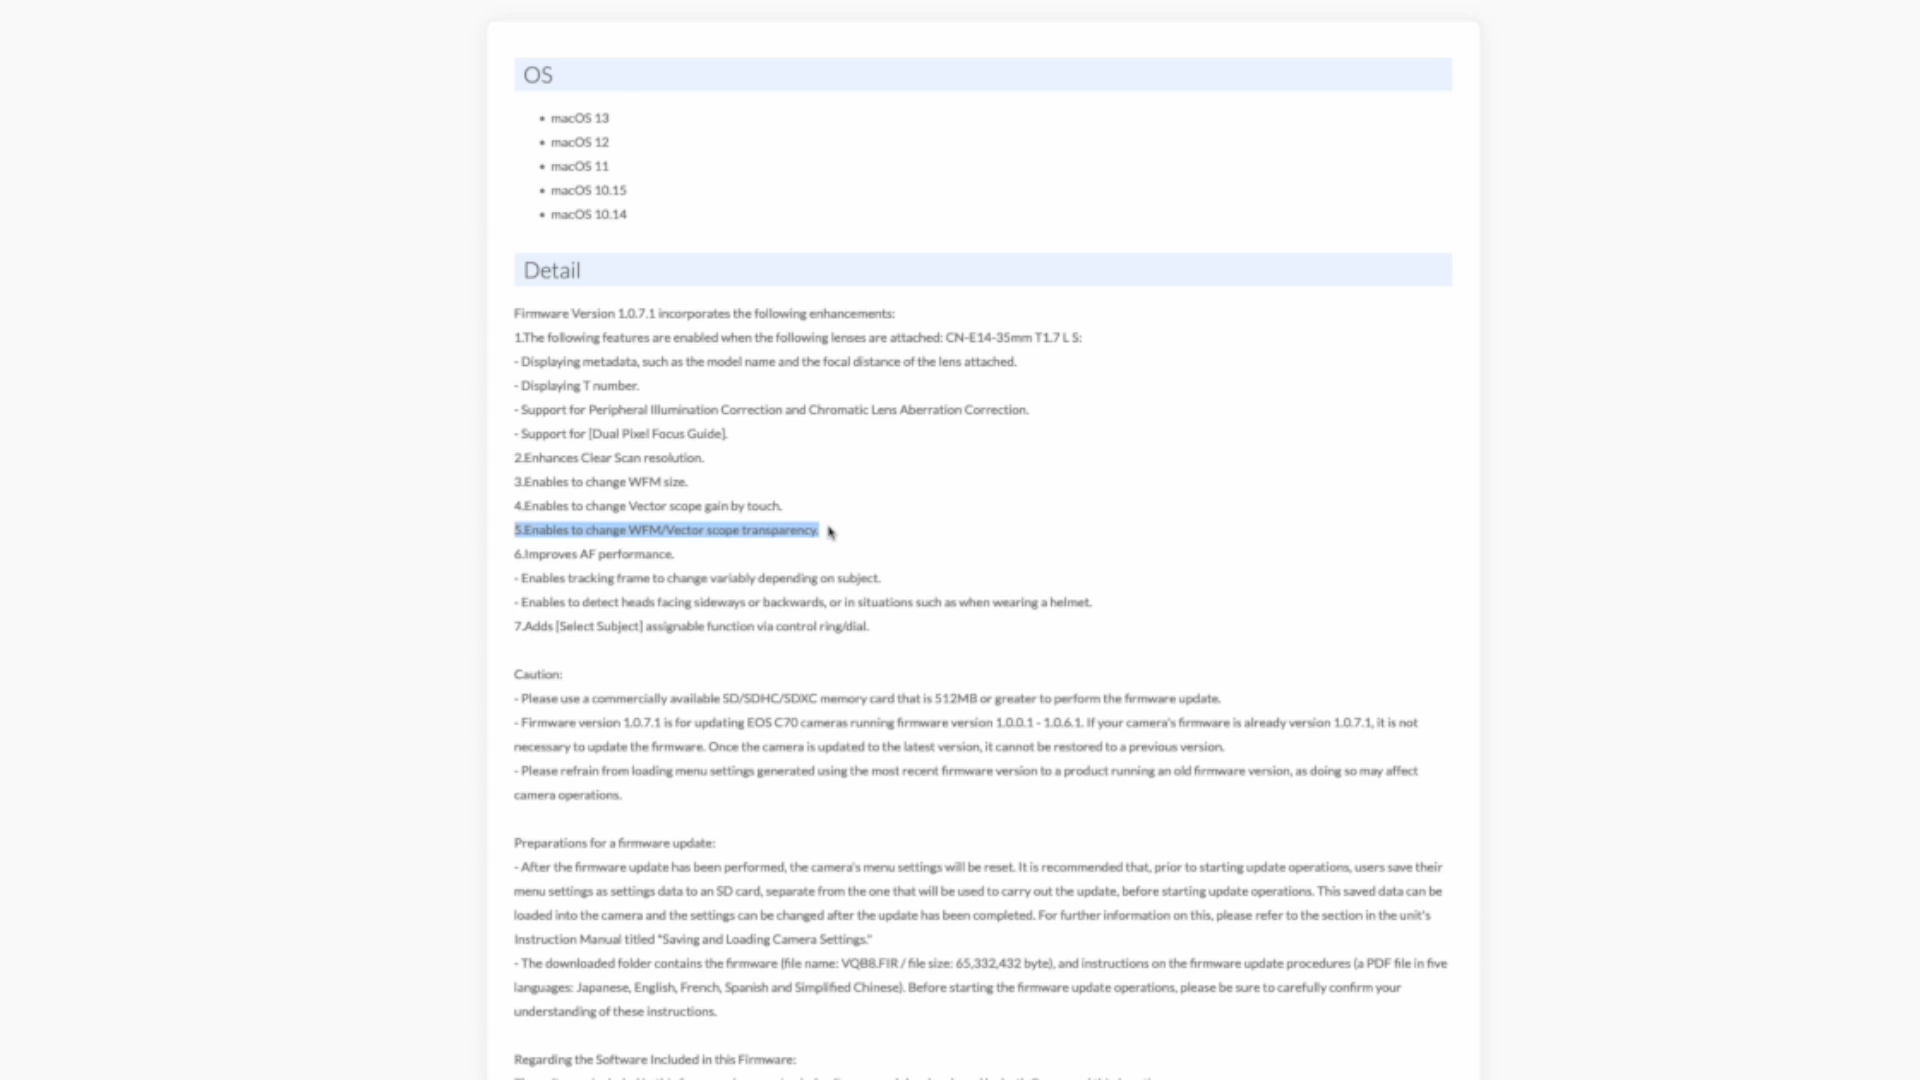 OS
• macOS 13
• macOS 12
• macOS 11
• macOS 10.15
• macOS 10.14
Detail
Firmware Version 1.0.7.1 incorporates the following enhancements:
1.The following features are enabled when the following lenses are attached: CN-E14-35mm T1.7 L S:
- Displaying metadata, such as the model name and the focal distance of the lens attached.
- Displaying T number.
- Support for Peripheral Illumination Correction and Chromatic Lens Aberration Correction.
- Support for [Dual Pixel Focus Guide].
2.Enhances Clear Scan resolution.
3.Enables to change WFM size.
4.Enables to change Vector scope gain by touch.
5.Enables to change WFM/Vector scope transparency.
6.Improves AF performance.
- Enables tracking frame to change variably depending on subject.
- Enables to detect heads facing sideways or backwards, or in situations such as when wearing a helmet.
7.Adds [Select Subject] assignable function via control ring/dial.
Caution:
- Please use a commercially available SD/SDHC/SDXC memory card that is 512MB or greater to perform the firmware update.
- Firmware version 1.0.7.1 is for updating EOS C70 cameras running firmware version 1.0.0.1 - 1.0.6.1. If your camera's firmware is already version 1.0.7.1, it is not
necessary to update the firmware. Once the camera is updated to the latest version, it cannot be restored to a previous version.
- Please refrain from loading menu settings generated using the most recent firmware version to a product running an old firmware version, as doing so may affect
camera operations.
Preparations for a firmware update:
- After the firmware update has been performed, the camera's menu settings will be reset. It is recommended that, prior to starting update operations, users save their
menu settings as settings data to an SD card, separate from the one that will be used to carry out the update, before starting update operations. This saved data can be
loaded into the camera and the settings can be changed after the update has been completed. For further information on this, please refer to the section in the unit's
Instruction Manual titled "Saving and Loading Camera Settings."
- The downloaded folder contains the firmware (file name: VQB8.FIR / file size: 65,332,432 byte), and instructions on the firmware update procedures (a PDF file in five
languages: Japanese, English, French, Spanish and Simplified Chinese). Before starting the firmware update operations, please be sure to carefully confirm your
understanding of these instructions.
Regarding the Software Included in this Firmware: